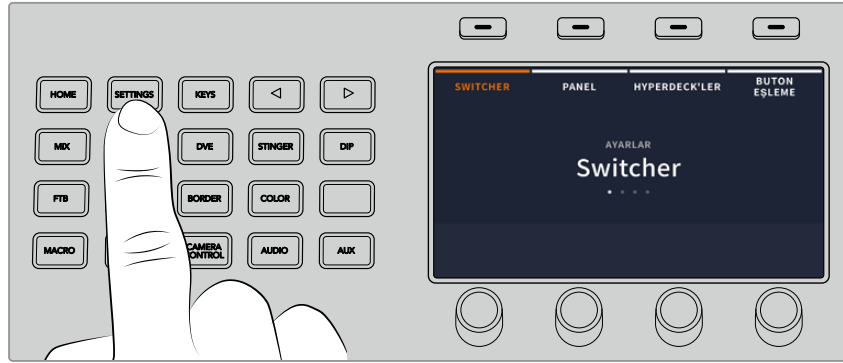 HOME SETTINGS KEYS
MIX DVE STINGER DIP
FTB BORDER COLOR
MACRO CAMERA CONTROL AUDIO AUX
SWITCHER PANEL HYPERDECK'LER BUTON
EŞLEME
AYARLAR
Switcher